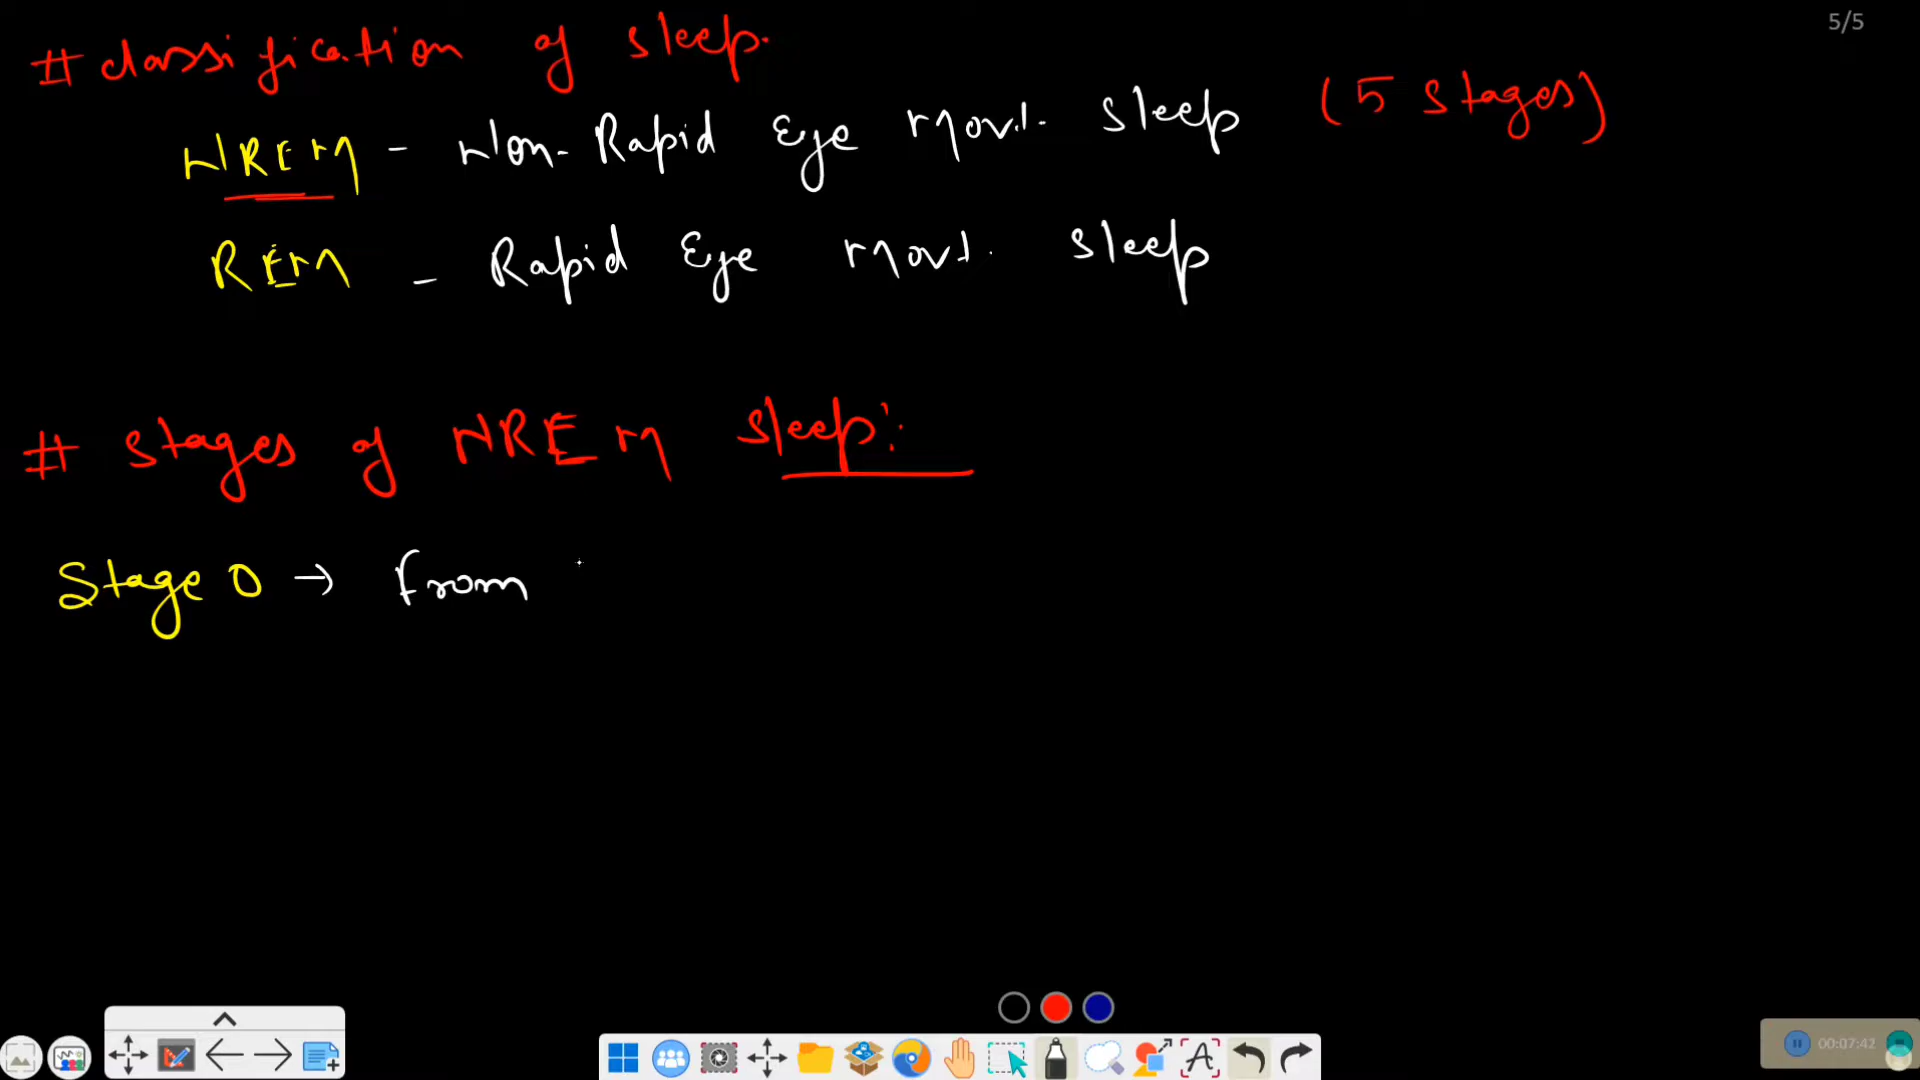 5/5
# classification of sleep.
NREM - Non-Rapid Eye movt. sleep (5 stages)
REM - Rapid Eye movt. sleep
# stages of NREM sleep:
Stage 0 → from
00:07:42